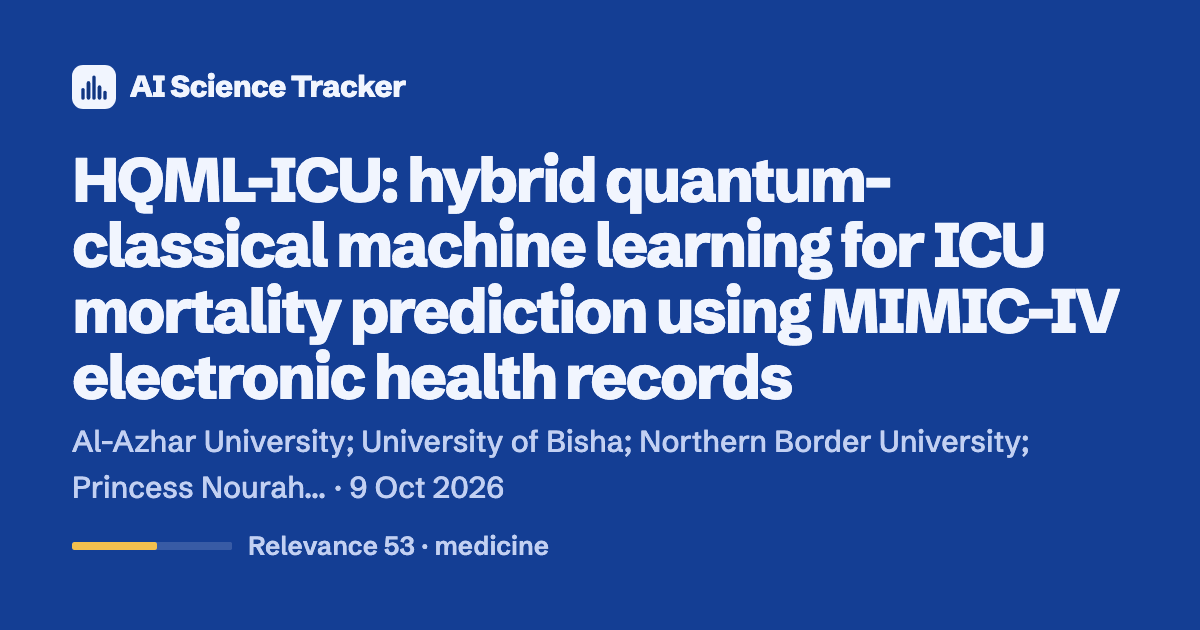 AI Science Tracker
HQML-ICU: hybrid quantum-
classical machine learning for ICU
mortality prediction using MIMIC-IV
electronic health records
Al-Azhar University; University of Bisha; Northern Border University;
Princess Nourah... · 9 Oct 2026
Relevance 53 · medicine